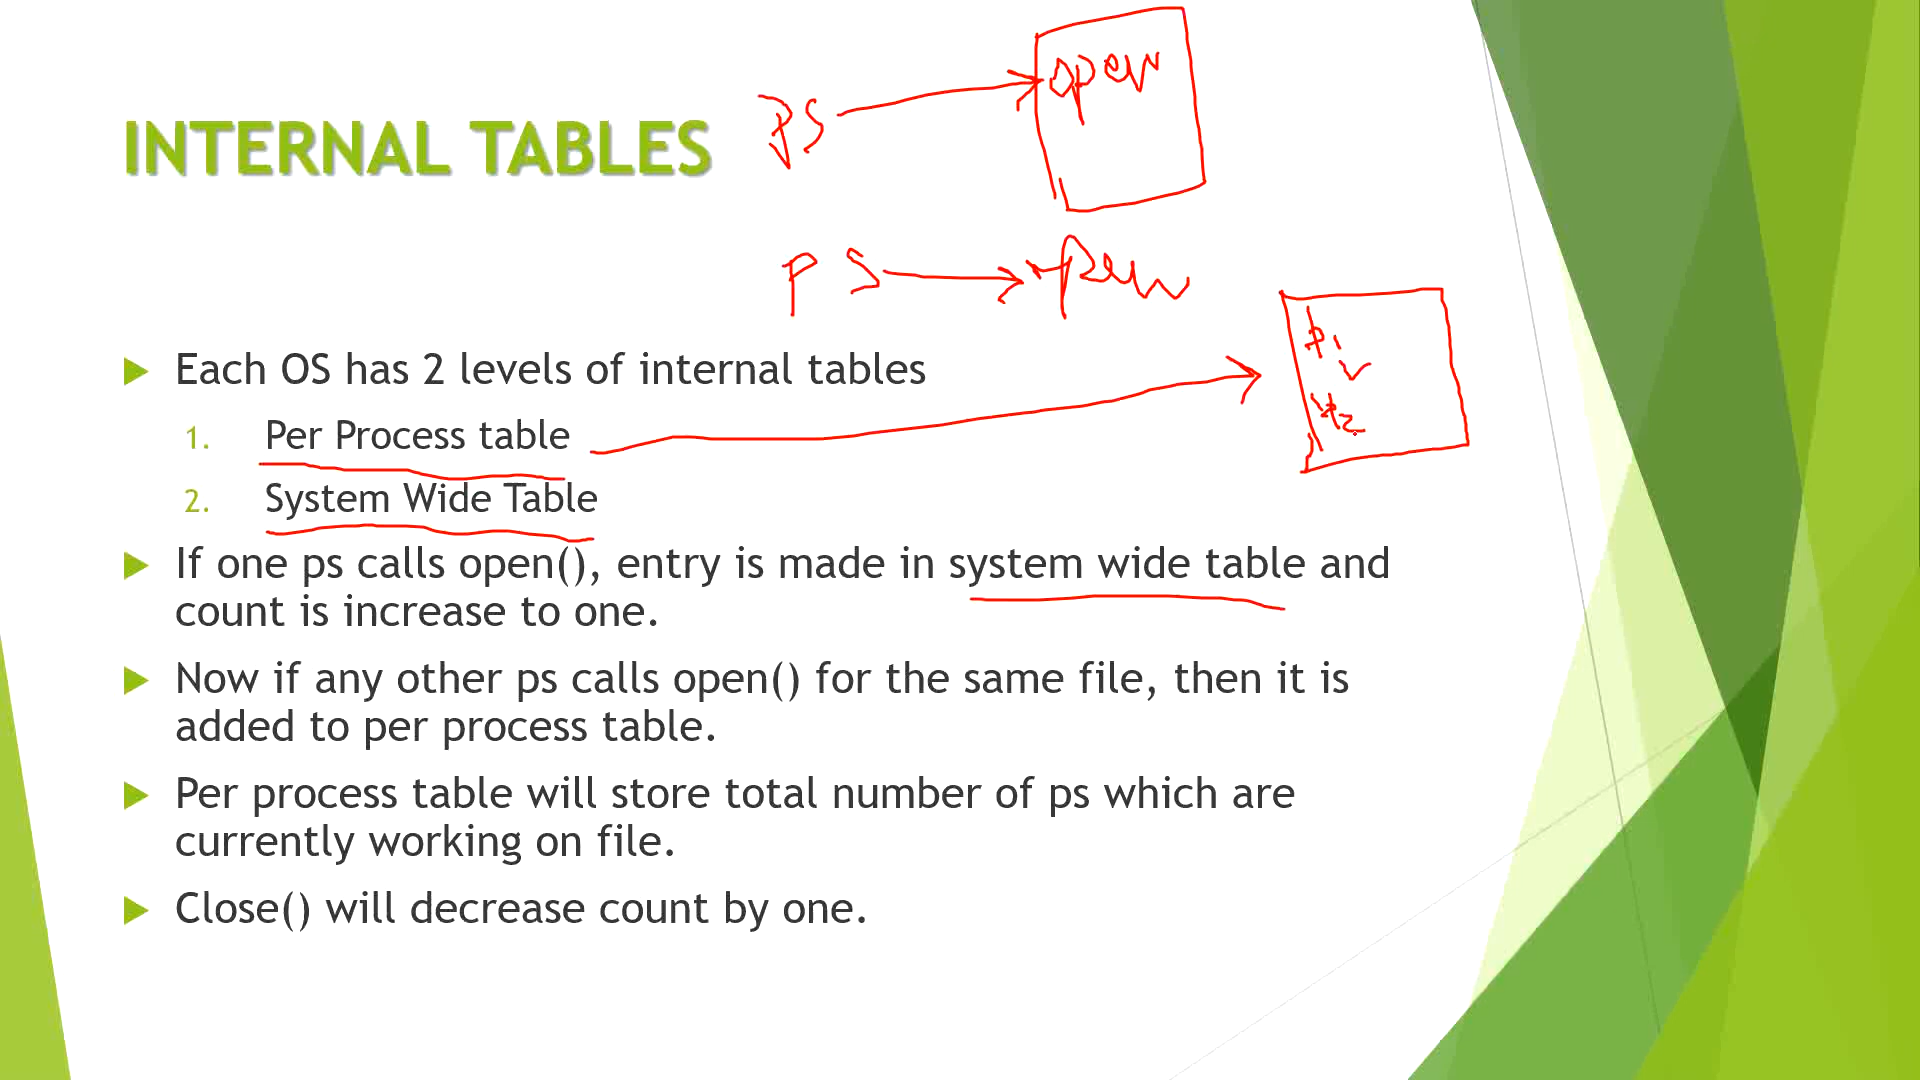 open
PS
INTERNAL TABLES
PS
open
Each OS has 2 levels of internal tables
1. Per Process table
2. System Wide Table
If one ps calls open(), entry is made in system wide table and
count is increase to one.
Now if any other ps calls open() for the same file, then it is
added to per process table.
Per process table will store total number of ps which are
currently working on file.
Close() will decrease count by one.